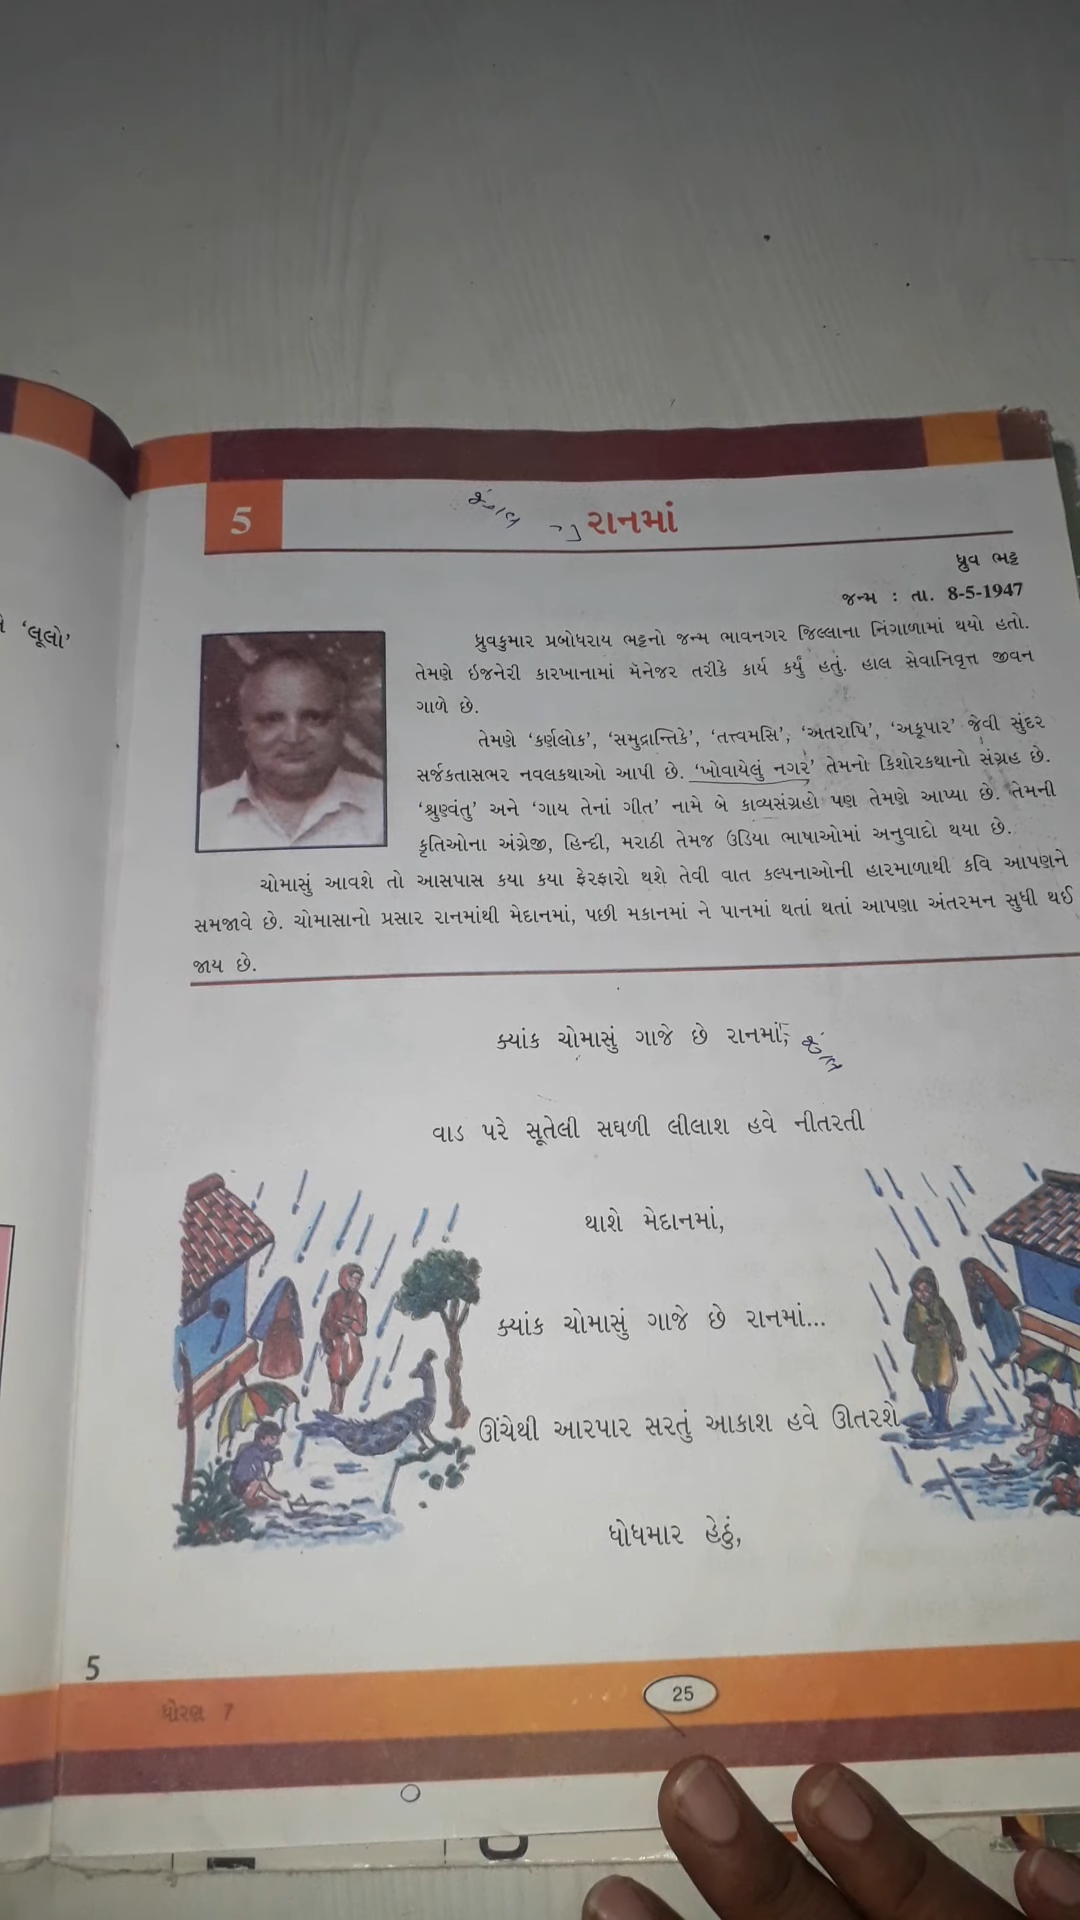 'લૂલો'
5
જંગલ
રાનમાં
ધ્રુવ ભટ્ટ
જન્મ : તા. 8-5-1947
ધ્રુવકુમાર પ્રબોધરાય ભટ્ટનો જન્મ ભાવનગર જિલ્લાના નિંગાળામાં થયો હતો.
તેમણે ઇજનેરી કારખાનામાં મૅનેજર તરીકે કાર્ય કર્યું હતું. હાલ સેવાનિવૃત્ત જીવન
ગાળે છે.
તેમણે 'કર્ણલોક', 'સમુદ્રાન્તિકે', 'તત્ત્વમસિ', 'અતરાપિ', 'અકૂપાર' જેવી સુંદર
સર્જકતાસભર નવલકથાઓ આપી છે. 'ખોવાયેલું નગર' તેમનો કિશોરકથાનો સંગ્રહ છે.
'શ્રુણ્વંતુ' અને 'ગાય તેનાં ગીત' નામે બે કાવ્યસંગ્રહો પણ તેમણે આપ્યા છે. તેમની
કૃતિઓના અંગ્રેજી, હિન્દી, મરાઠી તેમજ ઉડિયા ભાષાઓમાં અનુવાદો થયા છે.
ચોમાસું આવશે તો આસપાસ કયા કયા ફેરફારો થશે તેવી વાત કલ્પનાઓની હારમાળાથી કવિ આપણને
સમજાવે છે. ચોમાસાનો પ્રસાર રાનમાંથી મેદાનમાં, પછી મકાનમાં ને પાનમાં થતાં થતાં આપણા અંતરમન સુધી થઈ
જાય છે.
ક્યાંક ચોમાસું ગાજે છે રાનમાં, જંગલ
વાડ પરે સૂતેલી સઘળી લીલાશ હવે નીતરતી
થાશે મેદાનમાં,
ક્યાંક ચોમાસું ગાજે છે રાનમાં...
ઊંચેથી આરપાર સરતું આકાશ હવે ઊતરશે
ધોધમાર હેઠું,
5
ધોરણ 7
25